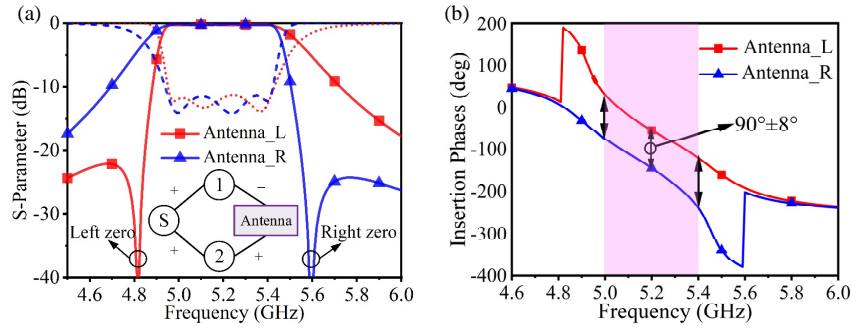 (a)
0
-10
-20
-30
-40
S-Parameter (dB)
Antenna_L
Antenna_R
+
1
−
S
Antenna
+
2
+
Left zero
Right zero
4.6 4.8 5.0 5.2 5.4 5.6 5.8 6.0
Frequency (GHz)
(b)
200
100
0
-100
-200
-300
-400
Insertion Phases (deg)
Antenna_L
Antenna_R
90°±8°
4.6 4.8 5.0 5.2 5.4 5.6 5.8 6.0
Frequency (GHz)